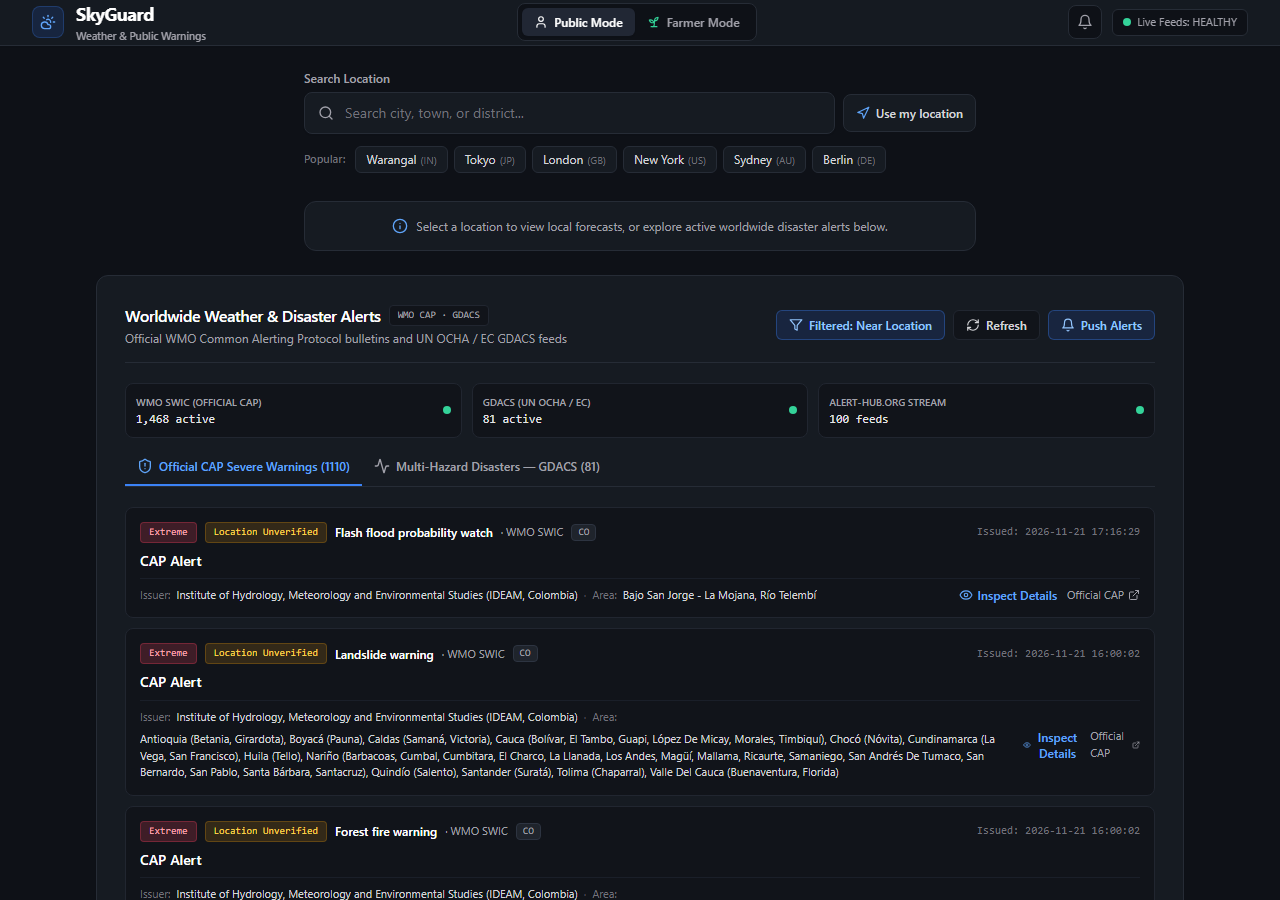 SkyGuard
Weather & Public Warnings
Public Mode
Farmer Mode
Live Feeds: HEALTHY
Search Location
Search city, town, or district...
Use my location
Popular: Warangal (IN) Tokyo (JP) London (GB) New York (US) Sydney (AU) Berlin (DE)
Select a location to view local forecasts, or explore active worldwide disaster alerts below.
Worldwide Weather & Disaster Alerts WMO CAP · GDACS
Official WMO Common Alerting Protocol bulletins and UN OCHA / EC GDACS feeds
Filtered: Near Location
Refresh
Push Alerts
WMO SWIC (OFFICIAL CAP)
1,468 active
GDACS (UN OCHA / EC)
81 active
ALERT-HUB.ORG STREAM
100 feeds
Official CAP Severe Warnings (1110)
Multi-Hazard Disasters — GDACS (81)
Extreme Location Unverified Flash flood probability watch · WMO SWIC CO Issued: 2026-11-21 17:16:29
CAP Alert
Issuer: Institute of Hydrology, Meteorology and Environmental Studies (IDEAM, Colombia) · Area: Bajo San Jorge - La Mojana, Río Telembí
Inspect Details Official CAP
Extreme Location Unverified Landslide warning · WMO SWIC CO Issued: 2026-11-21 16:00:02
CAP Alert
Issuer: Institute of Hydrology, Meteorology and Environmental Studies (IDEAM, Colombia) · Area:
Antioquia (Betania, Girardota), Boyacá (Pauna), Caldas (Samaná, Victoria), Cauca (Bolívar, El Tambo, Guapi, López De Micay, Morales, Timbiquí), Chocó (Nóvita), Cundinamarca (La
Vega, San Francisco), Huila (Tello), Nariño (Barbacoas, Cumbal, Cumbitara, El Charco, La Llanada, Los Andes, Magüí, Mallama, Ricaurte, Samaniego, San Andrés De Tumaco, San
Bernardo, San Pablo, Santa Bárbara, Santacruz), Quindío (Salento), Santander (Suratá), Tolima (Chaparral), Valle Del Cauca (Buenaventura, Florida)
Inspect
Details
Official
CAP
Extreme Location Unverified Forest fire warning · WMO SWIC CO Issued: 2026-11-21 16:00:02
CAP Alert
Issuer: Institute of Hydrology, Meteorology and Environmental Studies (IDEAM, Colombia) · Area: